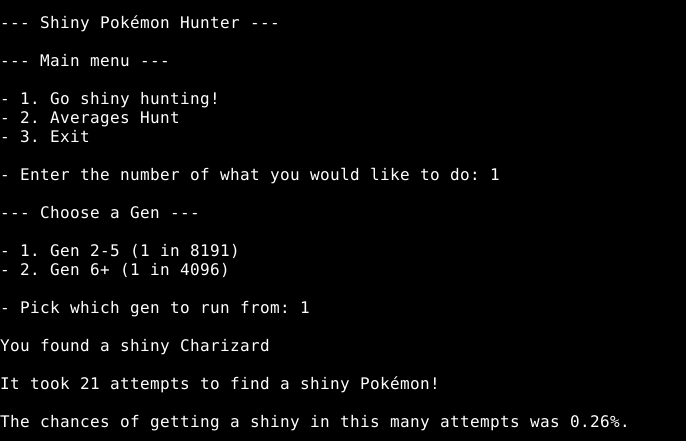 --- Shiny Pokémon Hunter ---
--- Main menu ---
- 1. Go shiny hunting!
- 2. Averages Hunt
- 3. Exit
- Enter the number of what you would like to do: 1
--- Choose a Gen ---
- 1. Gen 2-5 (1 in 8191)
- 2. Gen 6+ (1 in 4096)
- Pick which gen to run from: 1
You found a shiny Charizard
It took 21 attempts to find a shiny Pokémon!
The chances of getting a shiny in this many attempts was 0.26%.